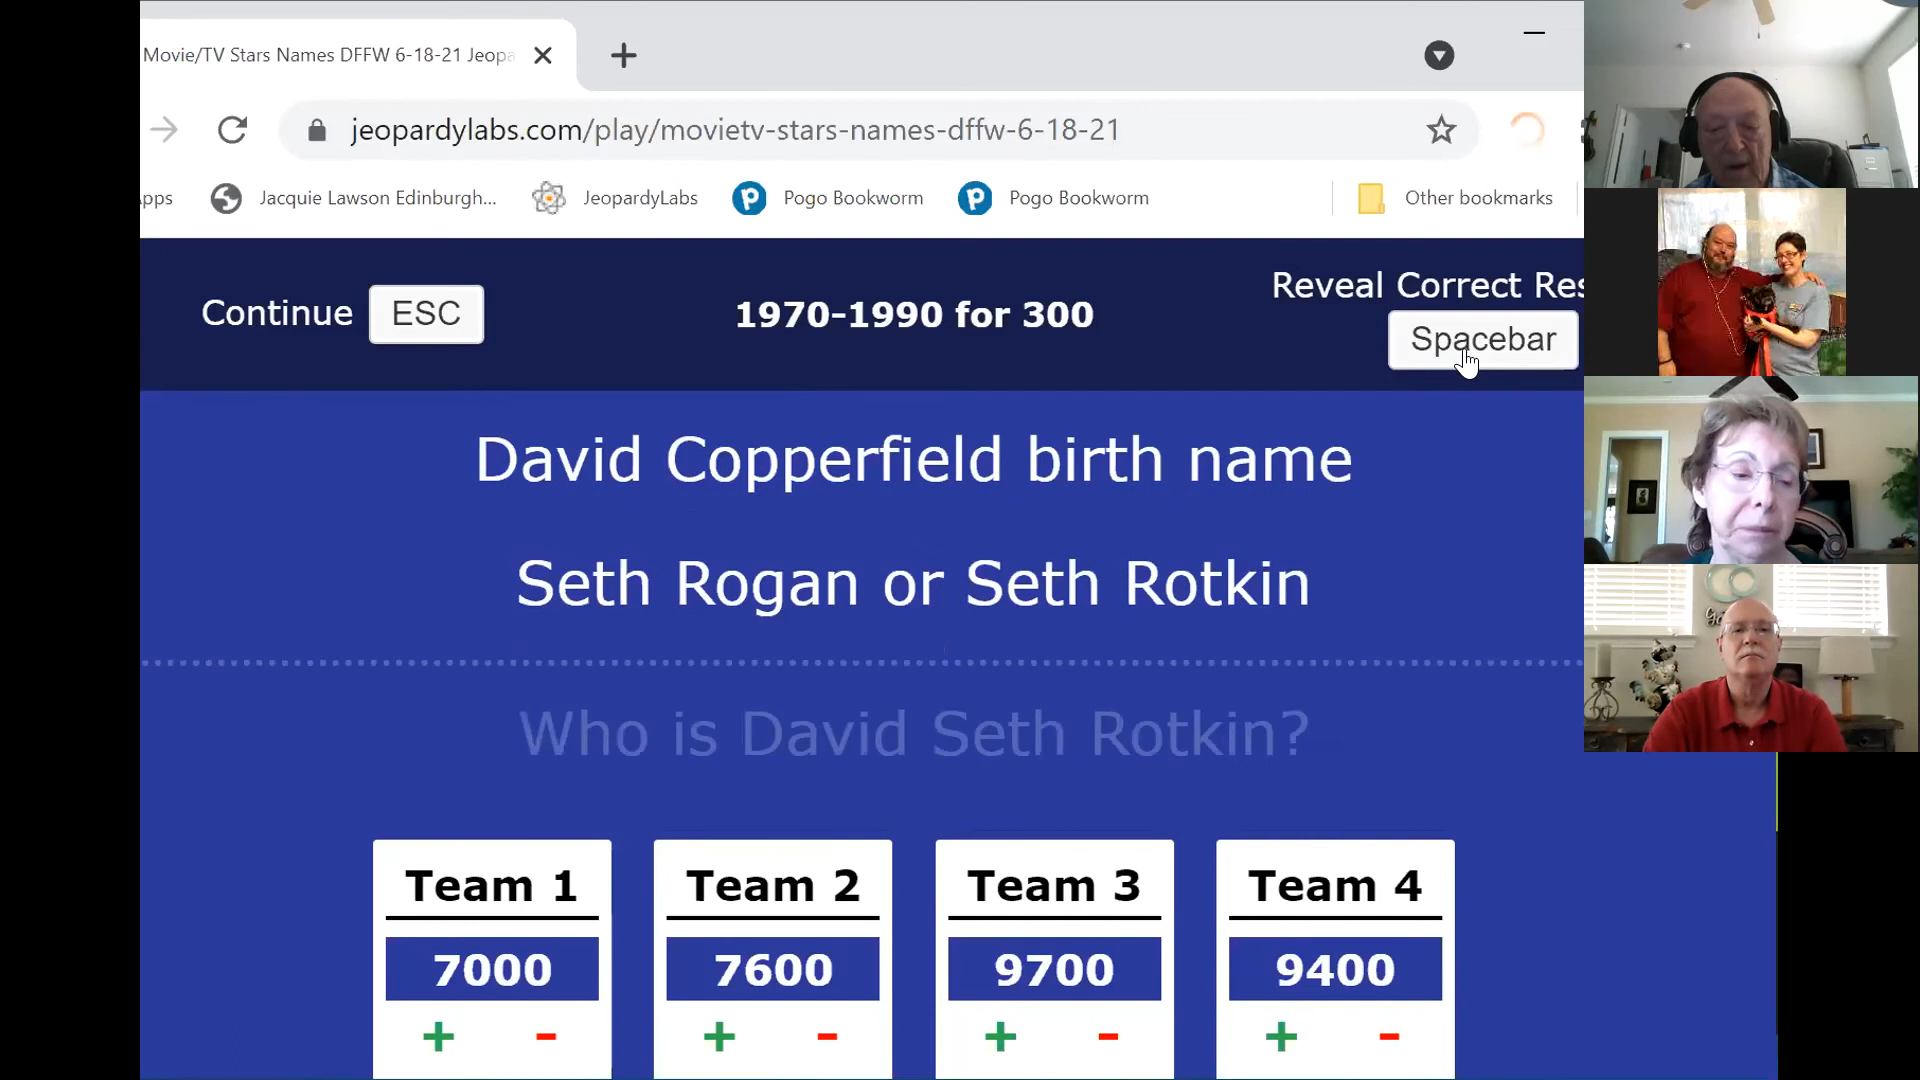 Movie/TV Stars Names DFFW 6-18-21 Jeopa
jeopardylabs.com/play/movietv-stars-names-dffw-6-18-21
pps
Jacquie Lawson Edinburgh...
JeopardyLabs
Pogo Bookworm
Pogo Bookworm
Other bookmarks
Continue ESC
1970-1990 for 300
Reveal Correct Res
Spacebar
David Copperfield birth name
Seth Rogan or Seth Rotkin
Who is David Seth Rotkin?
Team 1 Team 2 Team 3 Team 4
7000 7600 9700 9400
+ - + - + - + -